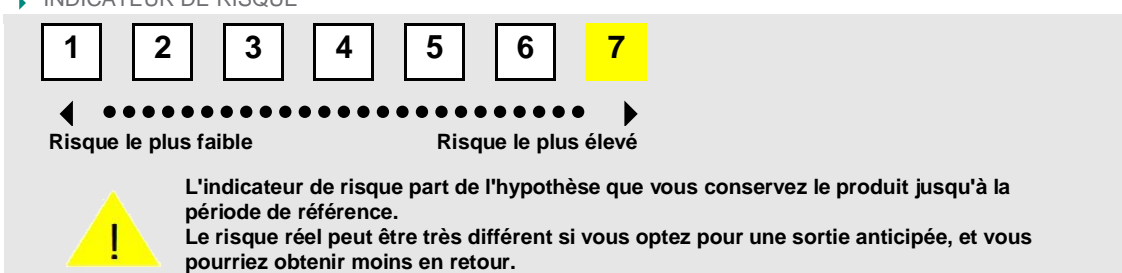 INDICATEUR DE RISQUE
1 2 3 4 5 6 7
Risque le plus faible Risque le plus élevé
L'indicateur de risque part de l'hypothèse que vous conservez le produit jusqu'à la
période de référence.
!
Le risque réel peut être très différent si vous optez pour une sortie anticipée, et vous
pourriez obtenir moins en retour.